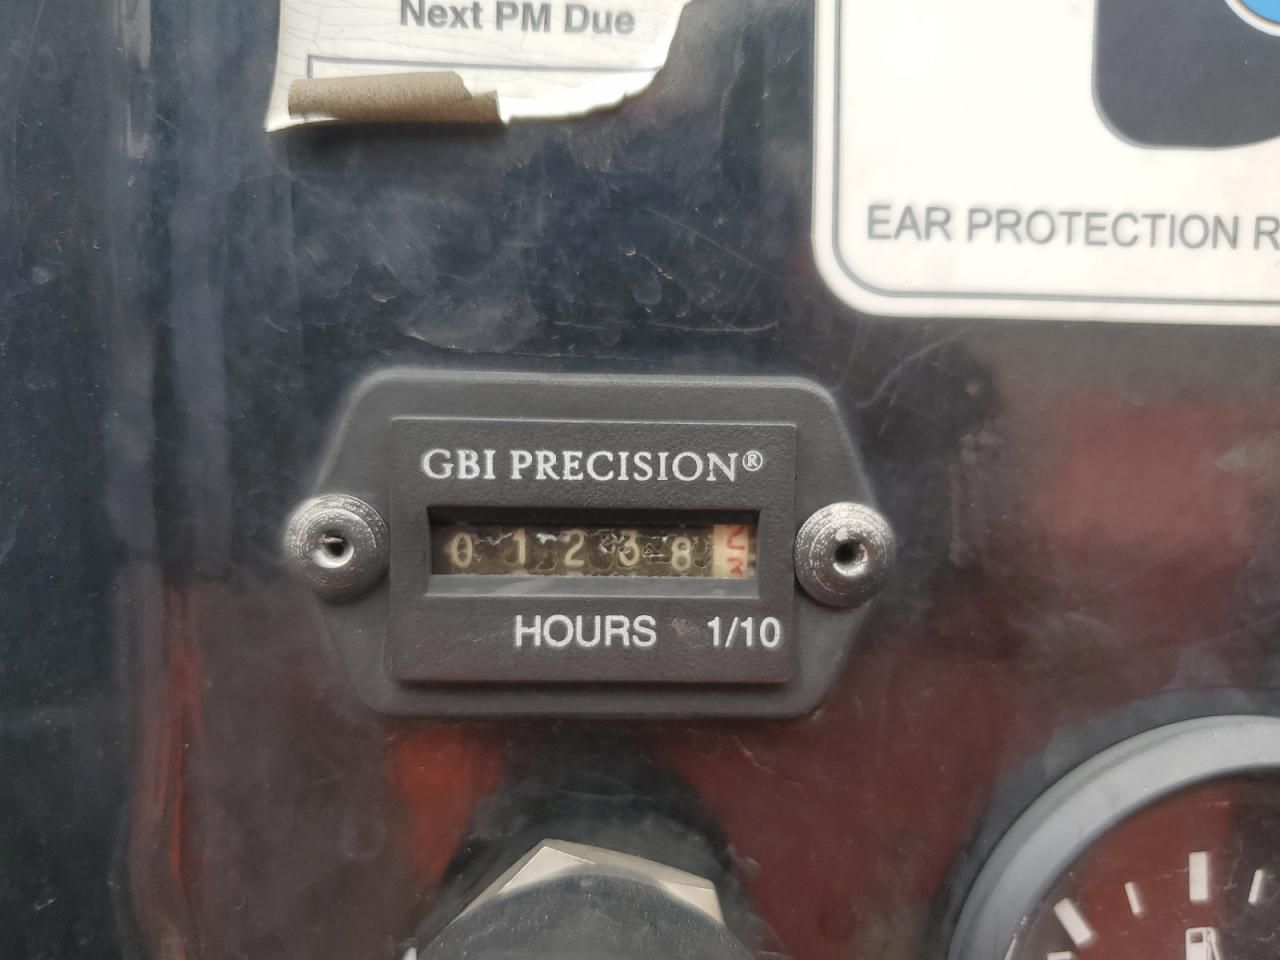 Next PM Due
EAR PROTECTION R
GBI PRECISION®
0 1 2 3 8
HOURS 1/10